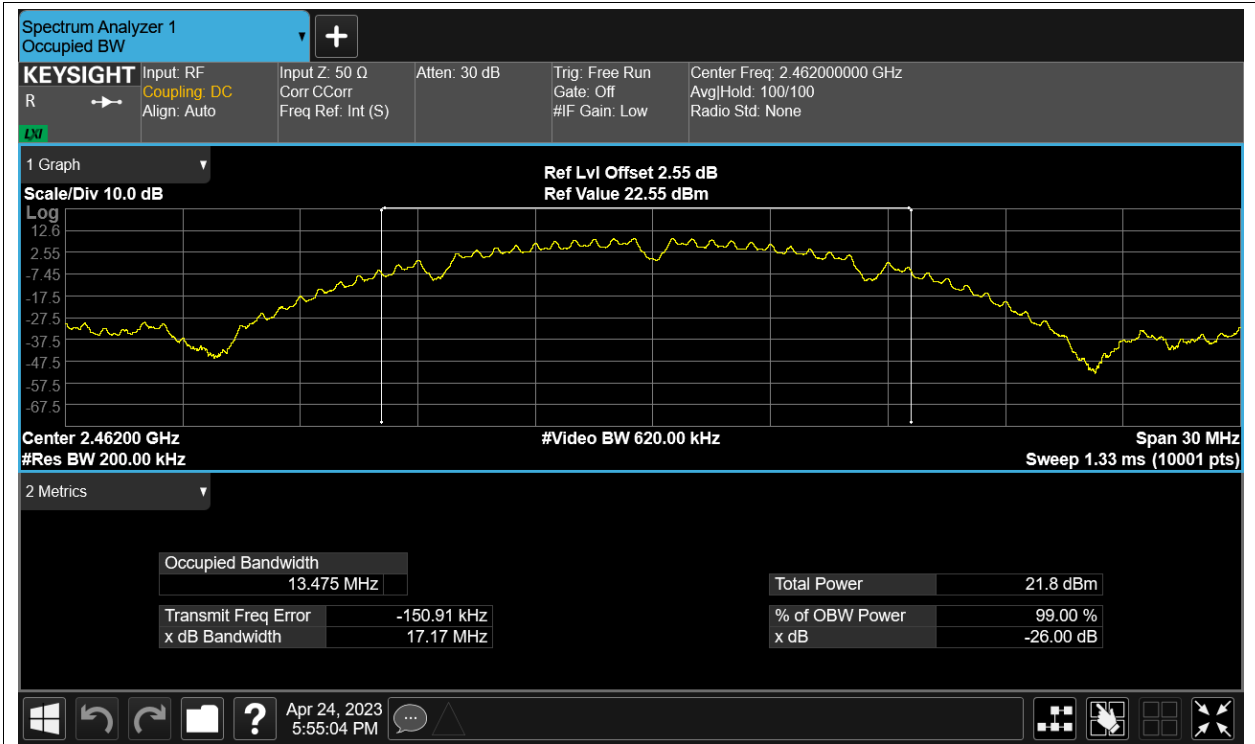 Spectrum Analyzer 1
Occupied BW
KEYSIGHT
R
LXI
Input: RF
Coupling: DC
Align: Auto
Input Z: 50 Ω
Corr CCorr
Freq Ref: Int (S)
Atten: 30 dB
Trig: Free Run
Gate: Off
#IF Gain: Low
Center Freq: 2.462000000 GHz
Avg|Hold: 100/100
Radio Std: None
1 Graph
Scale/Div 10.0 dB
Ref Lvl Offset 2.55 dB
Ref Value 22.55 dBm
Log
12.6
2.55
-7.45
-17.5
-27.5
-37.5
-47.5
-57.5
-67.5
Center 2.46200 GHz
#Video BW 620.00 kHz
Span 30 MHz
#Res BW 200.00 kHz
Sweep 1.33 ms (10001 pts)
2 Metrics
Occupied Bandwidth
13.475 MHz
Total Power 21.8 dBm
Transmit Freq Error -150.91 kHz
% of OBW Power 99.00 %
x dB Bandwidth 17.17 MHz
x dB -26.00 dB
?
Apr 24, 2023
5:55:04 PM